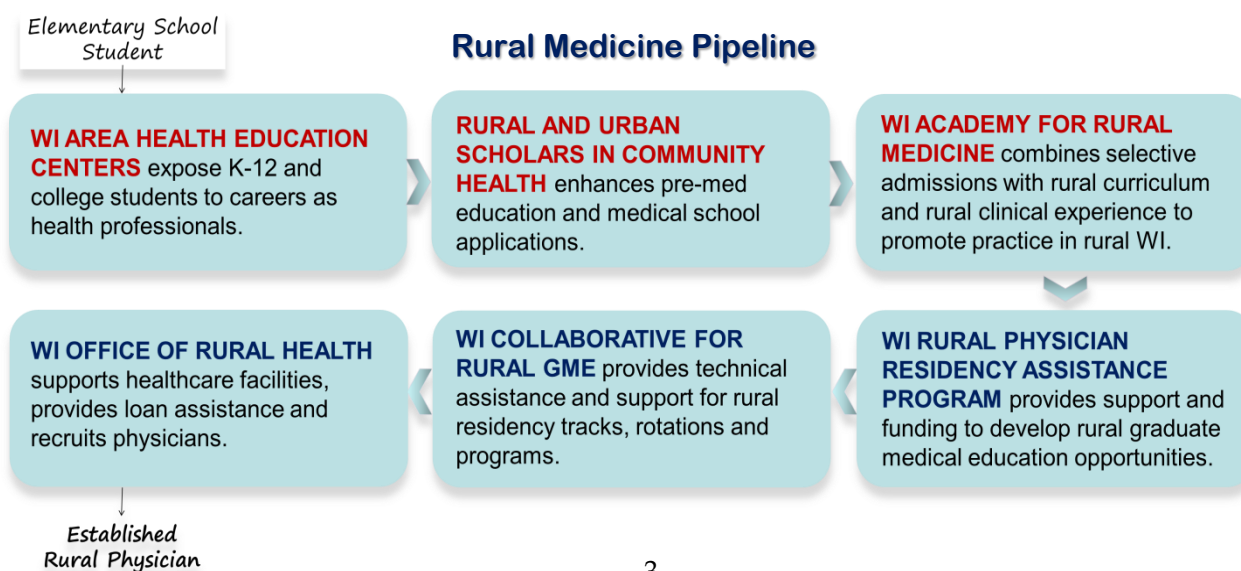 Elementary School
Student
Rural Medicine Pipeline
WI AREA HEALTH EDUCATION
CENTERS expose K-12 and
college students to careers as
health professionals.
RURAL AND URBAN
SCHOLARS IN COMMUNITY
HEALTH enhances pre-med
education and medical school
applications.
WI ACADEMY FOR RURAL
MEDICINE combines selective
admissions with rural curriculum
and rural clinical experience to
promote practice in rural WI.
WI RURAL PHYSICIAN
RESIDENCY ASSISTANCE
PROGRAM provides support and
funding to develop rural graduate
medical education opportunities.
WI COLLABORATIVE FOR
RURAL GME provides technical
assistance and support for rural
residency tracks, rotations and
programs.
WI OFFICE OF RURAL HEALTH
supports healthcare facilities,
provides loan assistance and
recruits physicians.
Established
Rural Physician
3